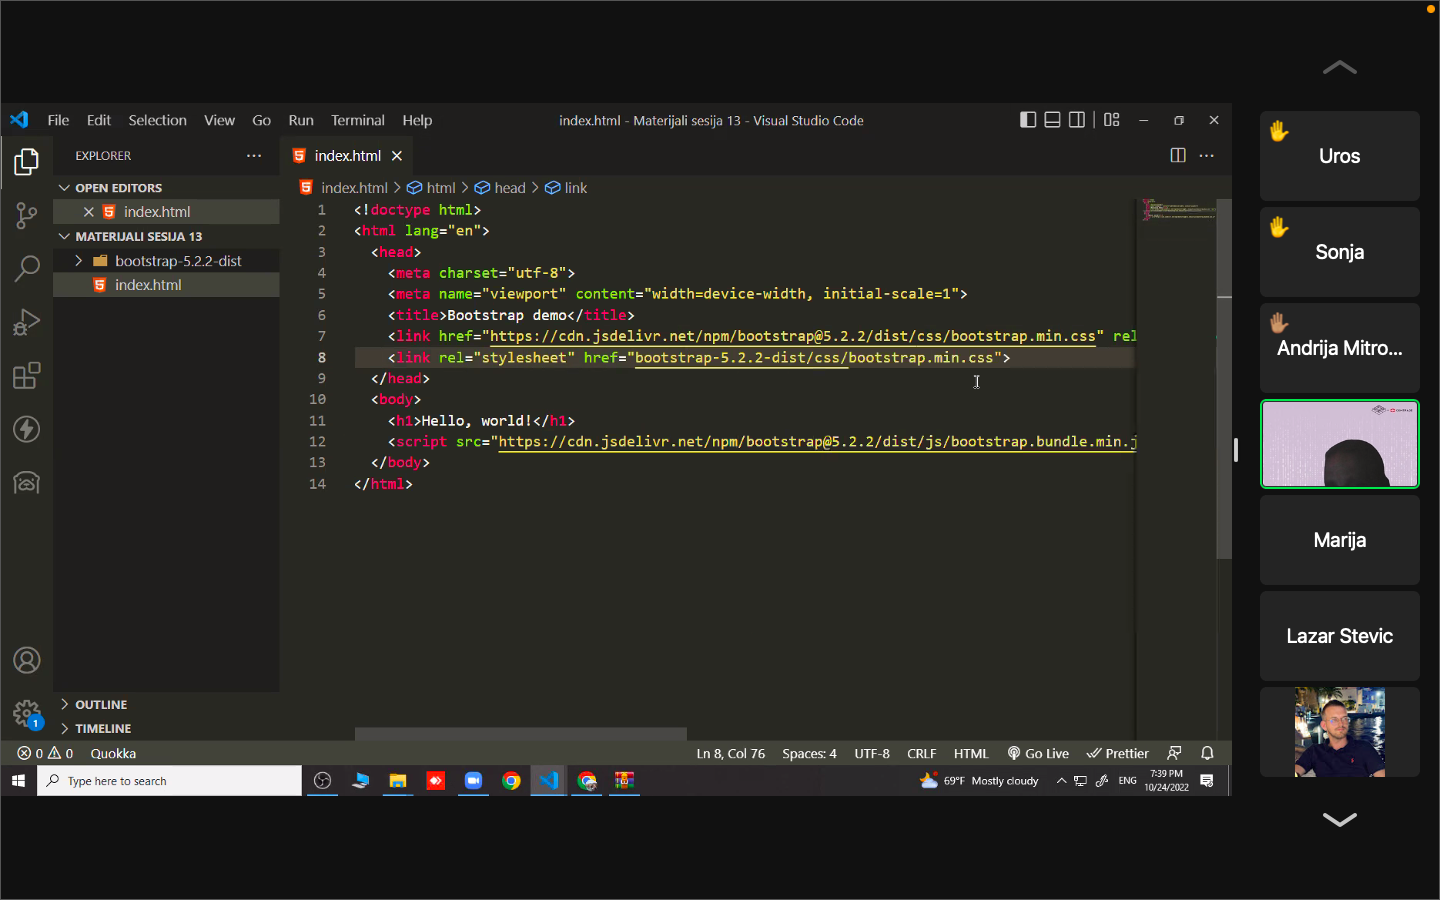 File Edit Selection View Go Run Terminal Help
index.html - Materijali sesija 13 - Visual Studio Code
EXPLORER
index.html
OPEN EDITORS
index.html
MATERIJALI SESIJA 13
bootstrap-5.2.2-dist
index.html
OUTLINE
TIMELINE
index.html > html > head > link
1 <!doctype html>
2 <html lang="en">
3 <head>
4 <meta charset="utf-8">
5 <meta name="viewport" content="width=device-width, initial-scale=1">
6 <title>Bootstrap demo</title>
7 <link href="https://cdn.jsdelivr.net/npm/bootstrap@5.2.2/dist/css/bootstrap.min.css" rel
8 <link rel="stylesheet" href="bootstrap-5.2.2-dist/css/bootstrap.min.css">
9 </head>
10 <body>
11 <h1>Hello, world!</h1>
12 <script src="https://cdn.jsdelivr.net/npm/bootstrap@5.2.2/dist/js/bootstrap.bundle.min.j
13 </body>
14 </html>
1
0 0 Quokka
Ln 8, Col 76 Spaces: 4 UTF-8 CRLF HTML Go Live Prettier
Type here to search
69°F Mostly cloudy
ENG
7:39 PM
10/24/2022
Uros
Sonja
Andrija Mitro...
Marija
Lazar Stevic